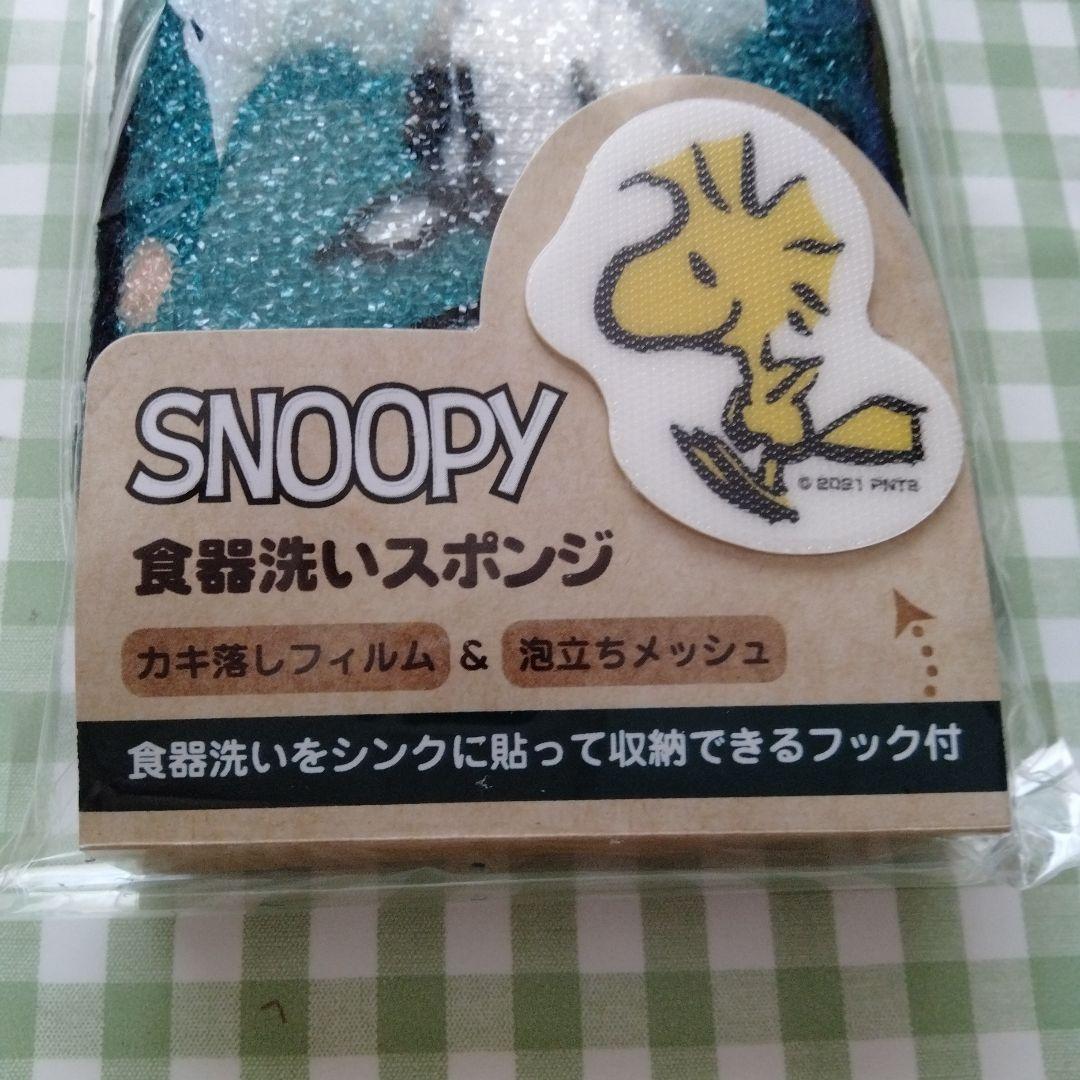 SNOOPY
© 2021 PNTS
食器洗いスポンジ
カキ落しフィルム & 泡立ちメッシュ
食器洗いをシンクに貼って収納できるフック付